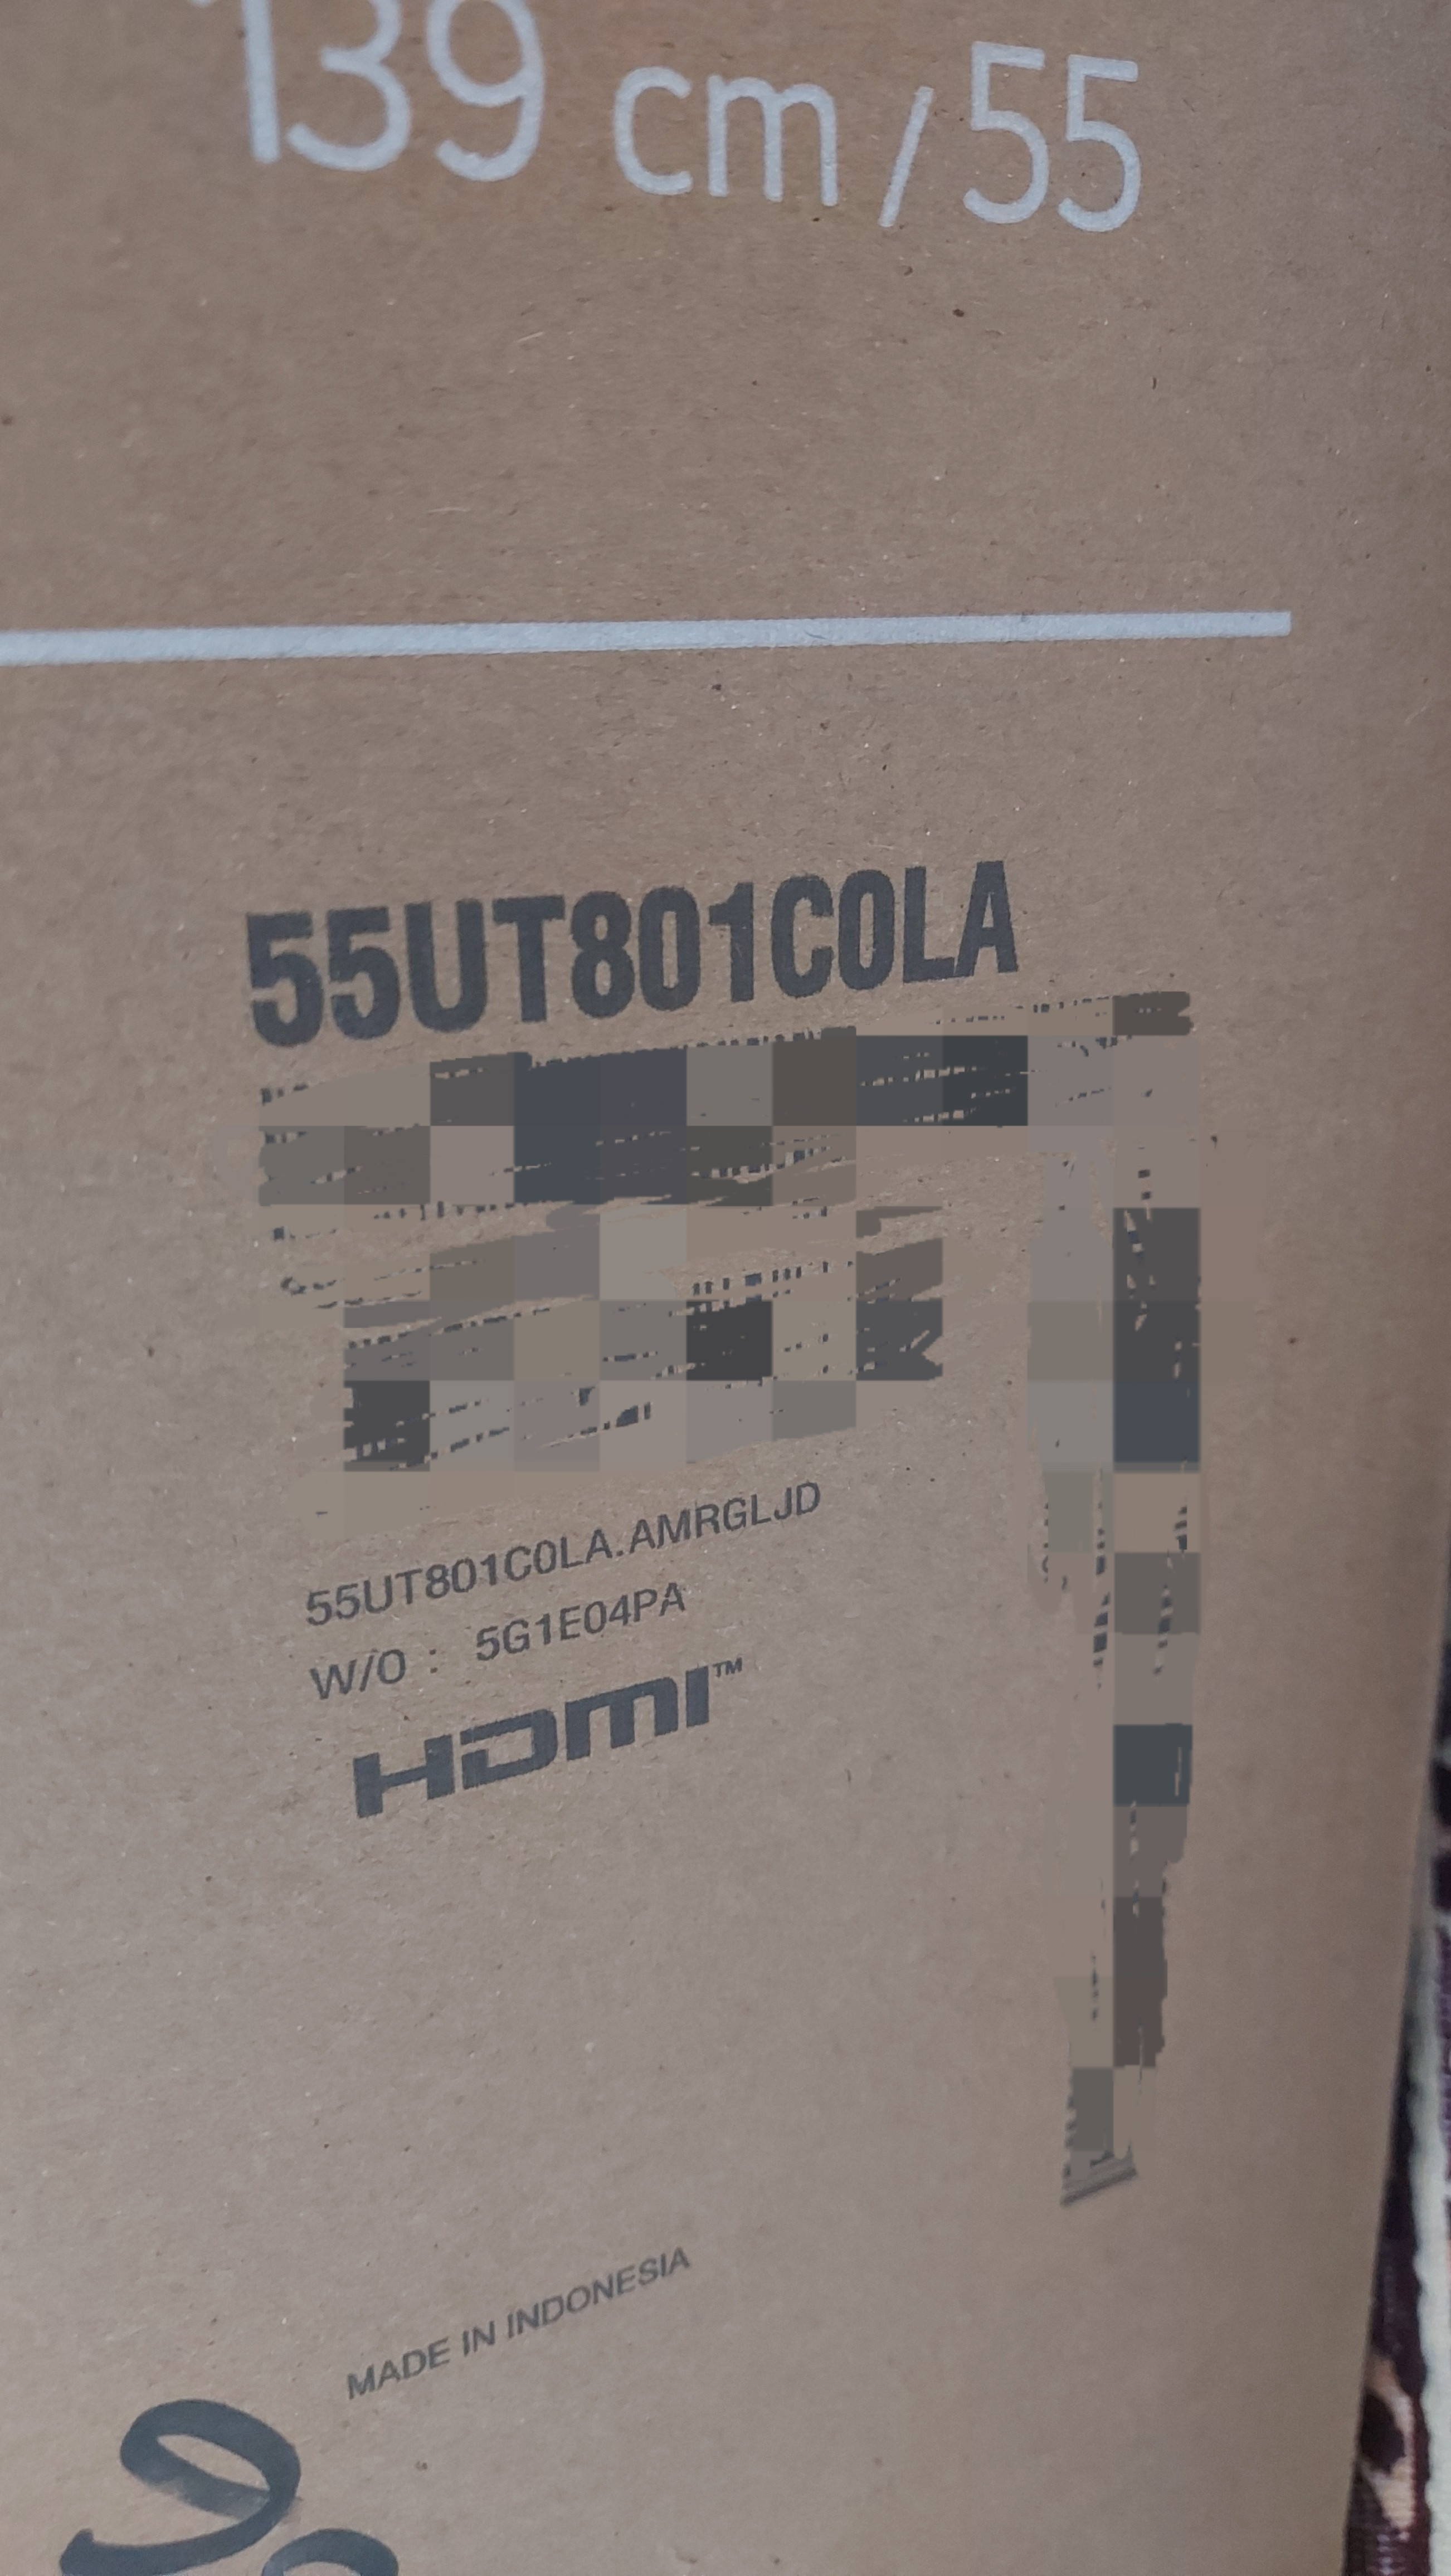 139 cm / 55
55UT801C0LA
55UT801C0LA.AMRGLJD
W/O : 5G1E04PA
HDMI™
MADE IN INDONESIA